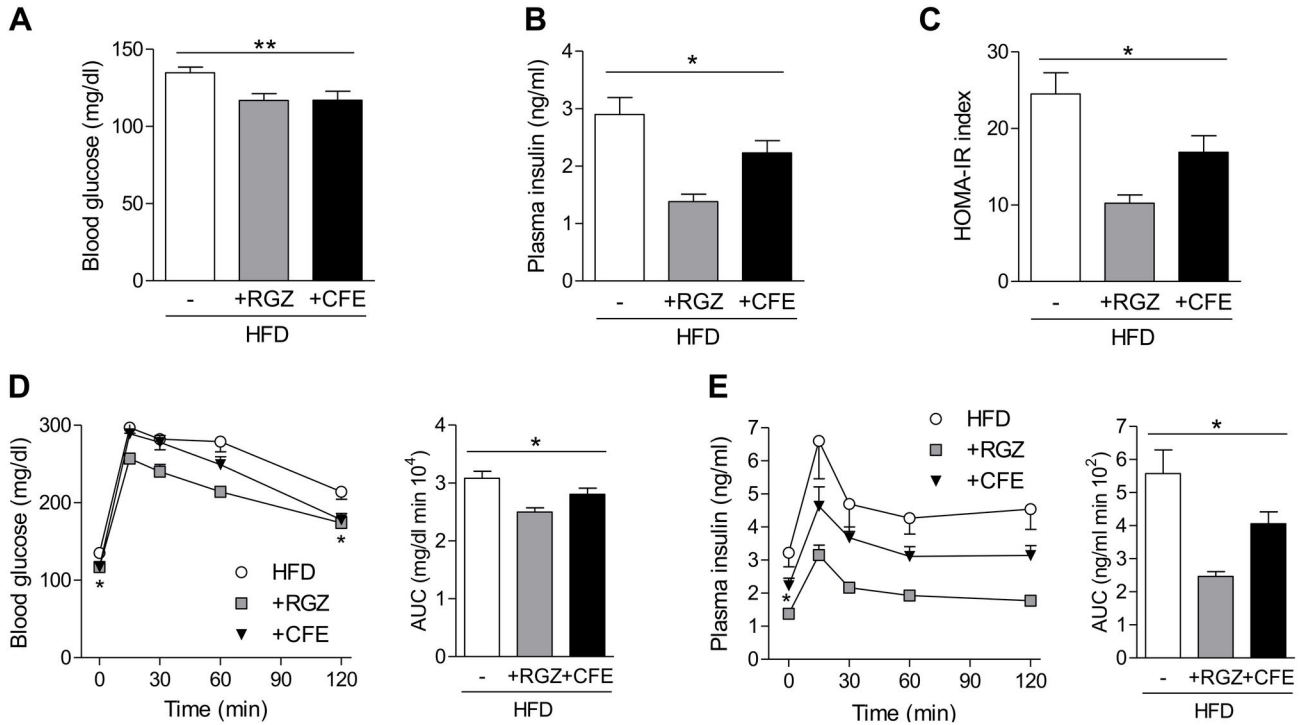 A
Blood glucose (mg/dl)
150
100
50
0
**
- +RGZ +CFE
HFD
B
Plasma insulin (ng/ml)
4
3
2
1
0
*
- +RGZ +CFE
HFD
C
HOMA-IR index
30
20
10
0
*
- +RGZ +CFE
HFD
D
Blood glucose (mg/dl)
300
200
100
0
*
*
HFD
+RGZ
+CFE
0 30 60 90 120
Time (min)
AUC (mg/dl min 10⁴)
4
3
2
1
0
*
- +RGZ+CFE
HFD
E
Plasma insulin (ng/ml)
7
6
5
4
3
2
1
0
*
HFD
+RGZ
+CFE
0 30 60 90 120
Time (min)
AUC (ng/ml min 10²)
7
6
4
2
0
*
- +RGZ+CFE
HFD